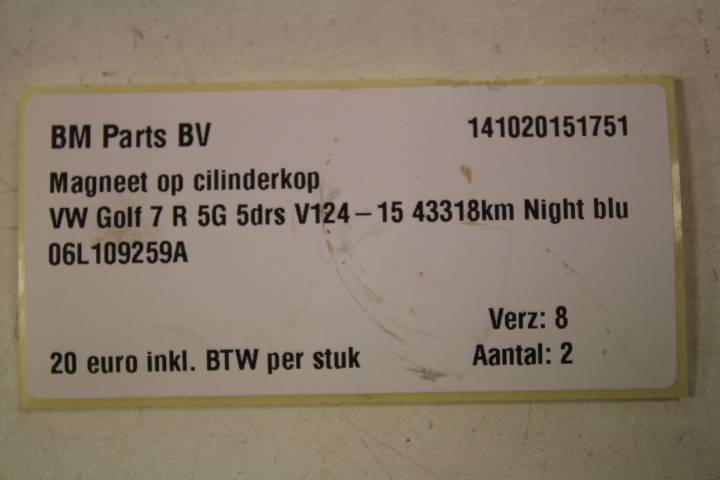 BM Parts BV 141020151751
Magneet op cilinderkop
VW Golf 7 R 5G 5drs V124-15 43318km Night blu
06L109259A
Verz: 8
20 euro inkl. BTW per stuk Aantal: 2